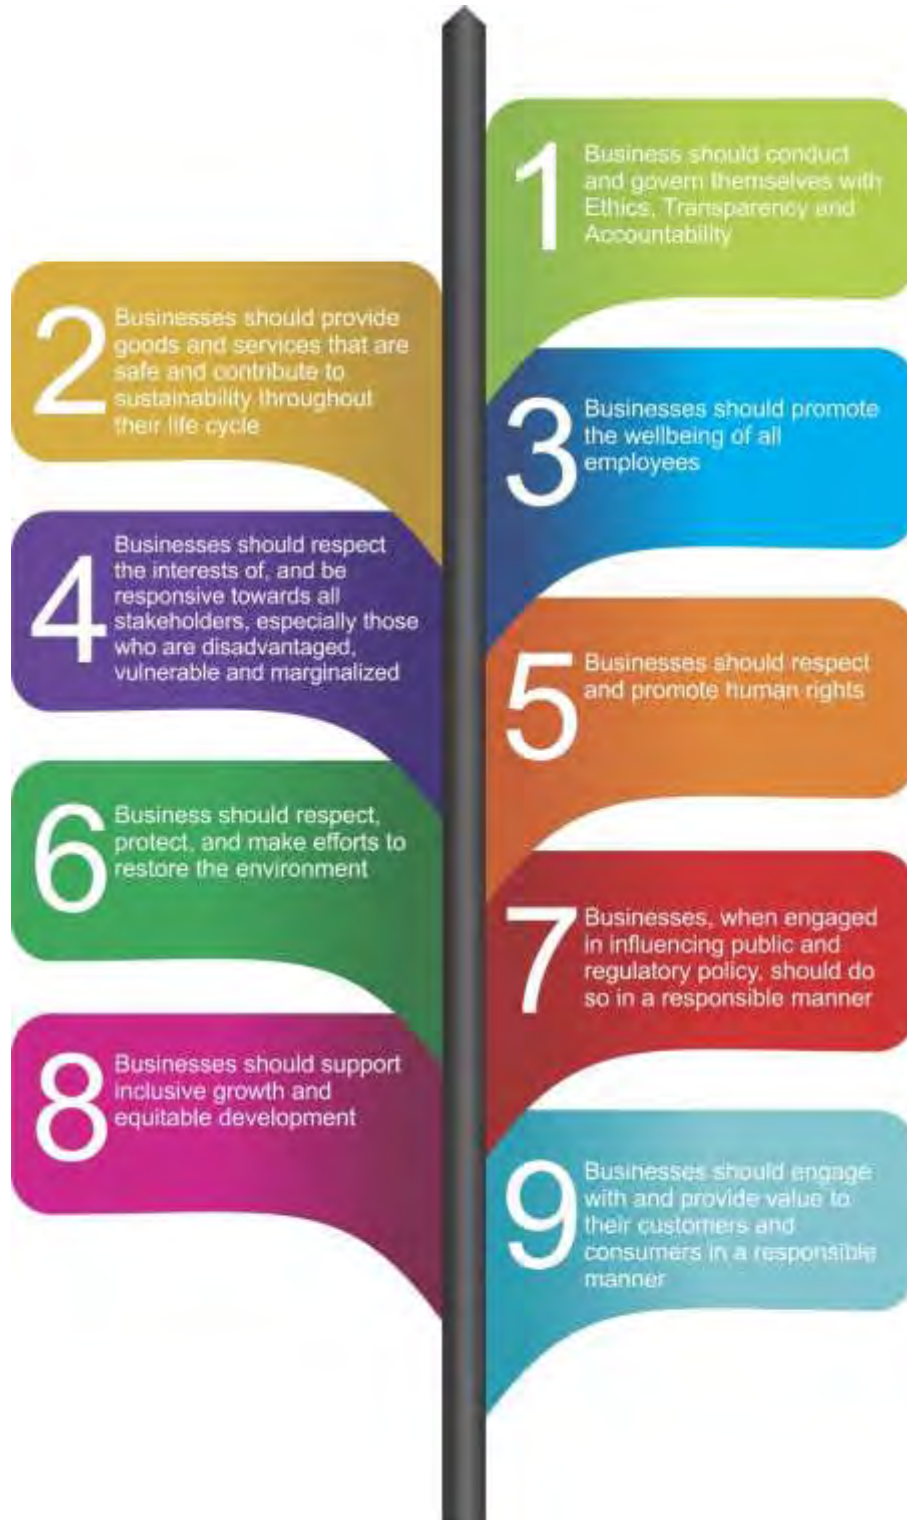 1
Business should conduct
and govern themselves with
Ethics, Transparency and
Accountability
2
Businesses should provide
goods and services that are
safe and contribute to
sustainability throughout
their life cycle
3
Businesses should promote
the wellbeing of all
employees
4
Businesses should respect
the interests of, and be
responsive towards all
stakeholders, especially those
who are disadvantaged,
vulnerable and marginalized
5
Businesses should respect
and promote human rights
6
Business should respect,
protect, and make efforts to
restore the environment
7
Businesses, when engaged
in influencing public and
regulatory policy, should do
so in a responsible manner
8
Businesses should support
inclusive growth and
equitable development
9
Businesses should engage
with and provide value to
their customers and
consumers in a responsible
manner